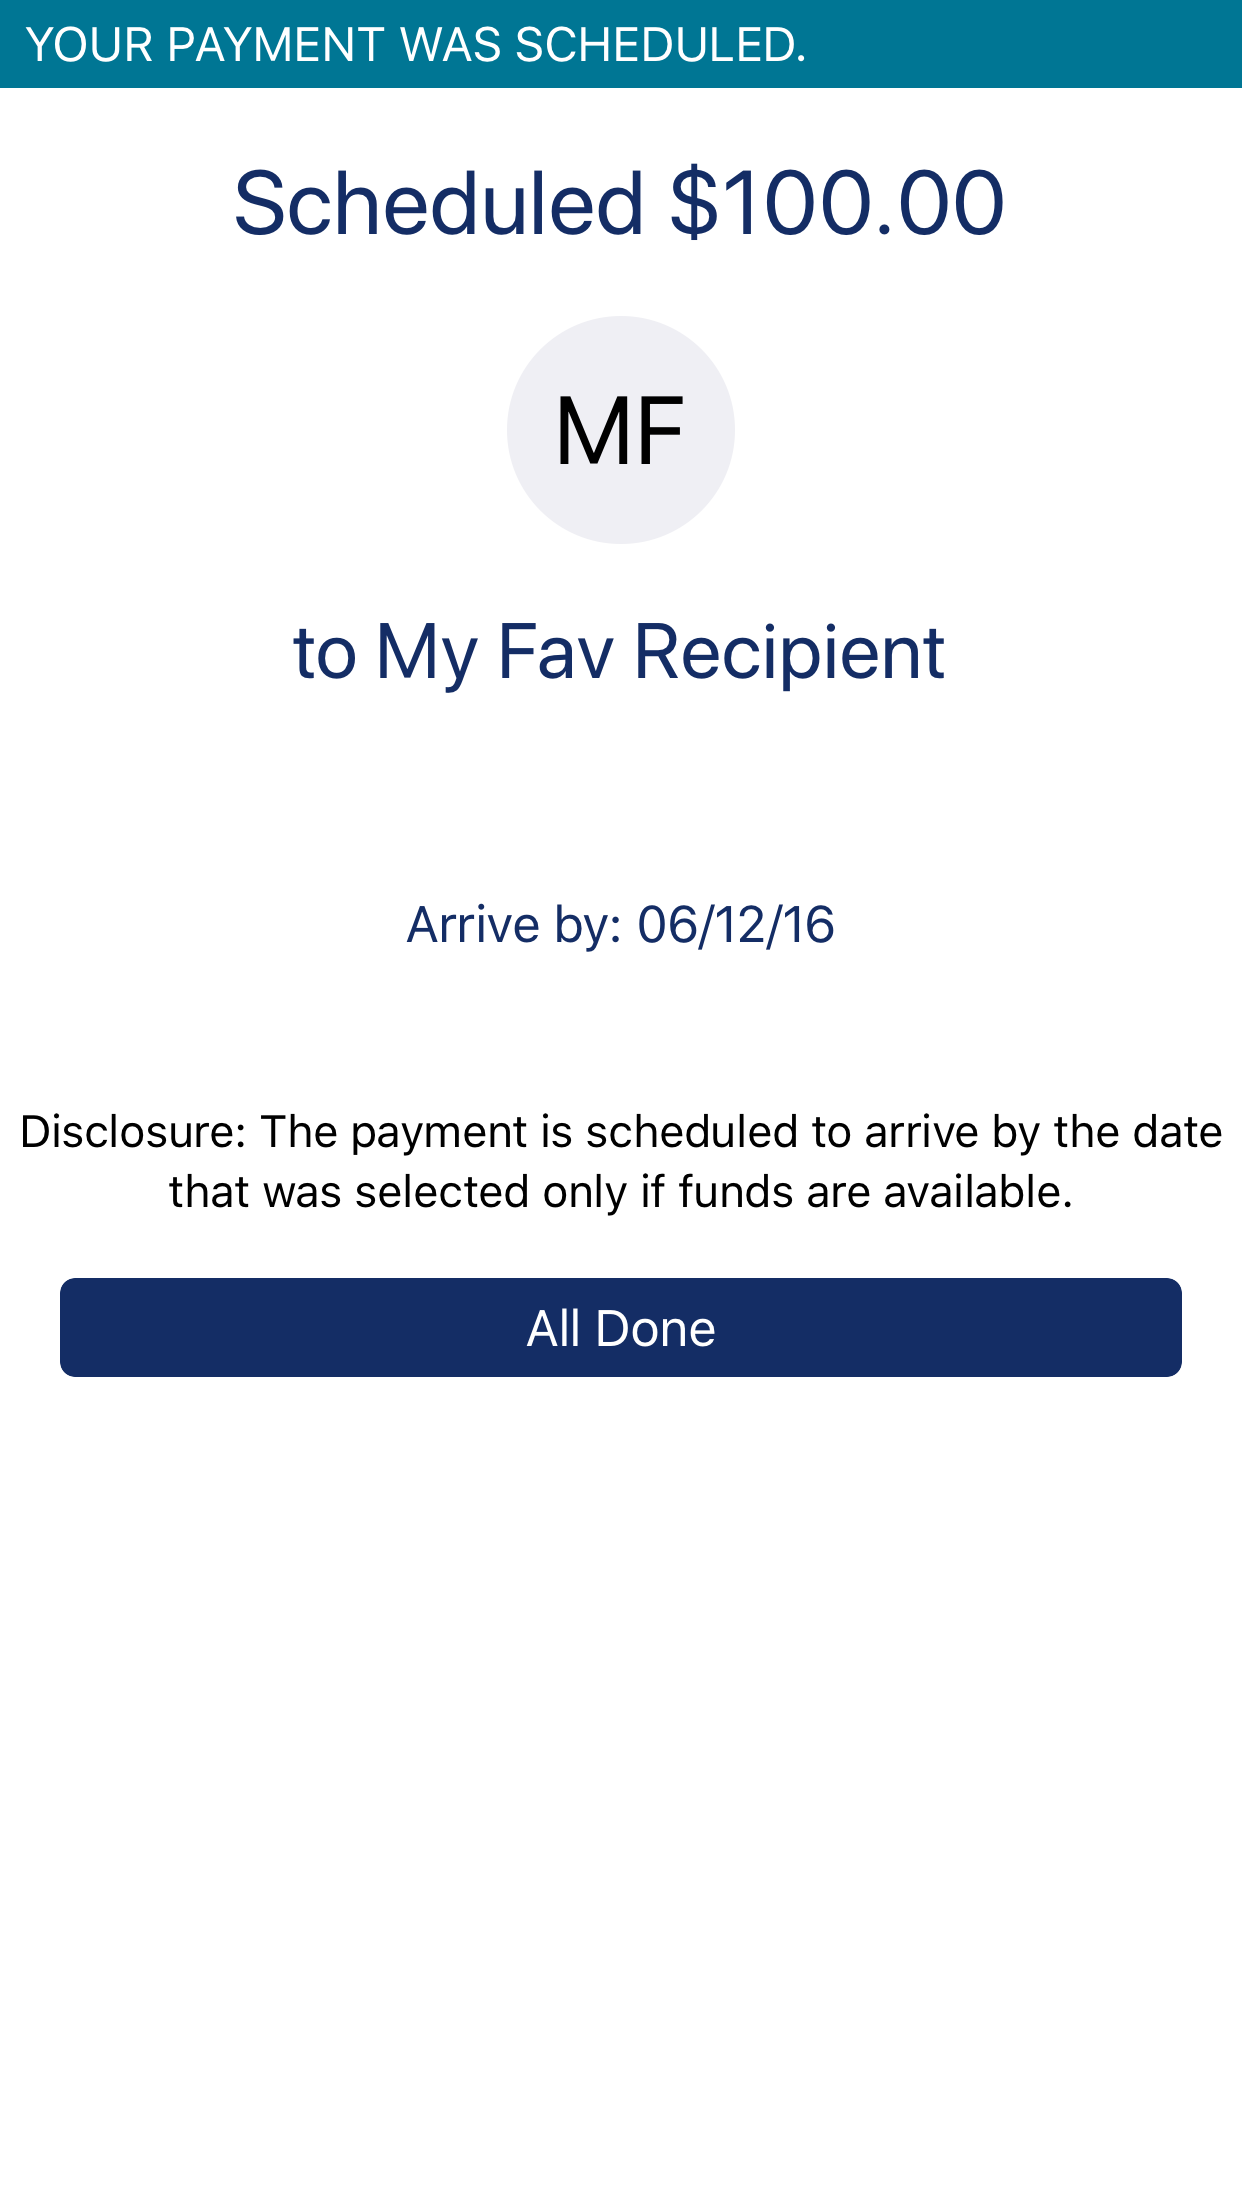 YOUR PAYMENT WAS SCHEDULED.
Scheduled $100.00
MF
to My Fav Recipient
Arrive by: 06/12/16
Disclosure: The payment is scheduled to arrive by the date
that was selected only if funds are available.
All Done